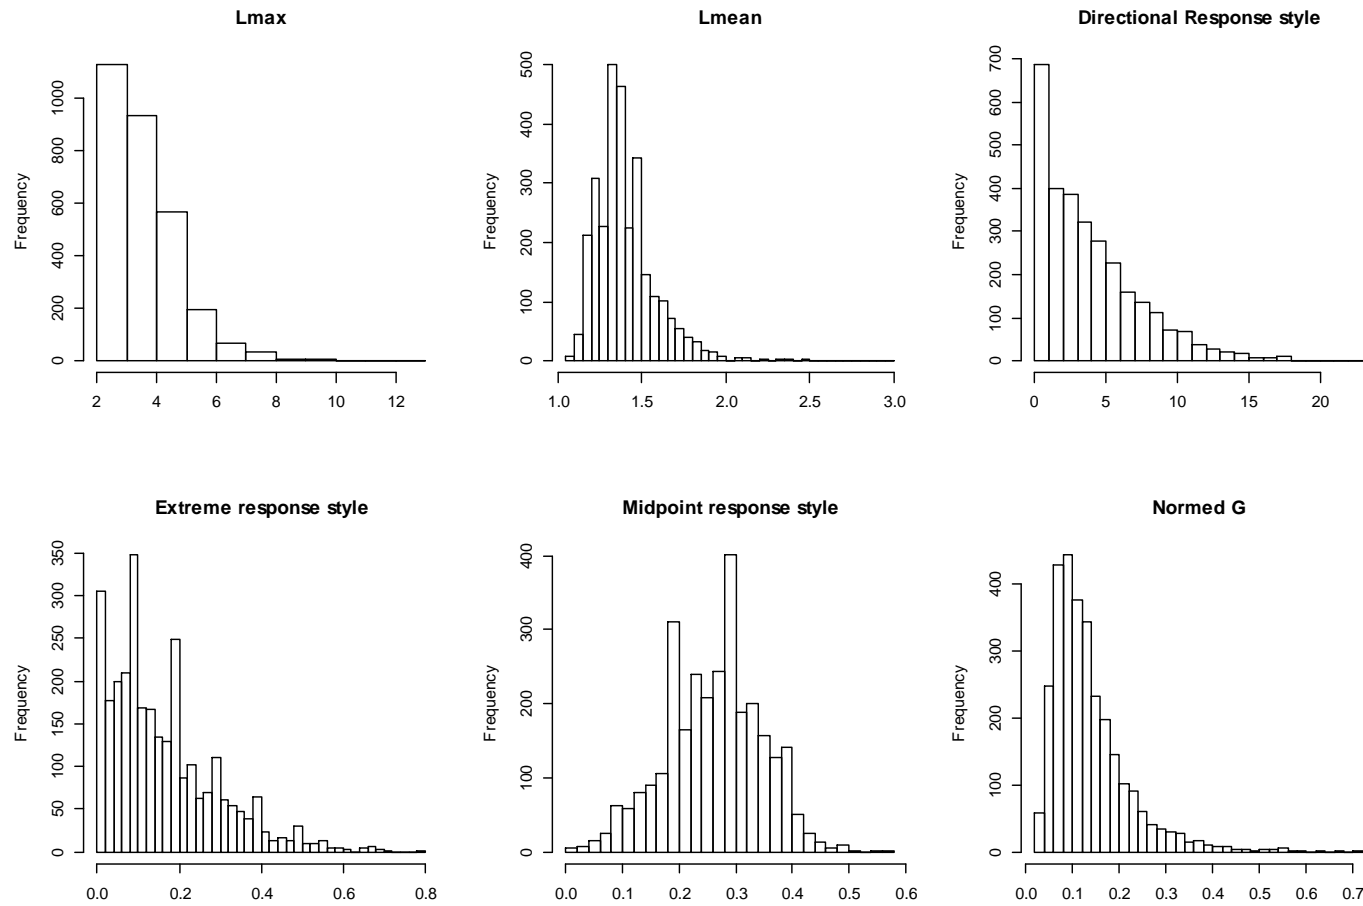 Lmax
Frequency
0 200 400 600 800 1000
2 4 6 8 10 12
Lmean
Frequency
0 100 200 300 400 500
1.0 1.5 2.0 2.5 3.0
Directional Response style
Frequency
0 100 200 300 400 500 600 700
0 5 10 15 20
Extreme response style
Frequency
0 50 100 150 200 250 300 350
0.0 0.2 0.4 0.6 0.8
Midpoint response style
Frequency
0 100 200 300 400
0.0 0.1 0.2 0.3 0.4 0.5 0.6
Normed G
Frequency
0 100 200 300 400
0.0 0.1 0.2 0.3 0.4 0.5 0.6 0.7